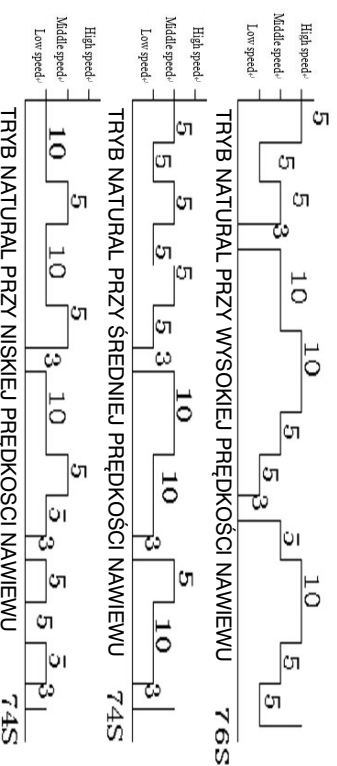 High speed
Middle speed
Low speed
5 5 5 3 10 10 5 5 3 5 10 5 5
76S
TRYB NATURAL PRZY WYSOKIEJ PRĘDKOŚCI NAWIEWU
High speed
Middle speed
Low speed
5 5 5 5 5 5 3 10 10 3 5 10 3
74S
TRYB NATURAL PRZY ŚREDNIEJ PRĘDKOŚCI NAWIEWU
High speed
Middle speed
Low speed
10 5 10 5 3 10 5 5 3 5 5 5 3
74S
TRYB NATURAL PRZY NISKIEJ PRĘDKOSCI NAWIEWU